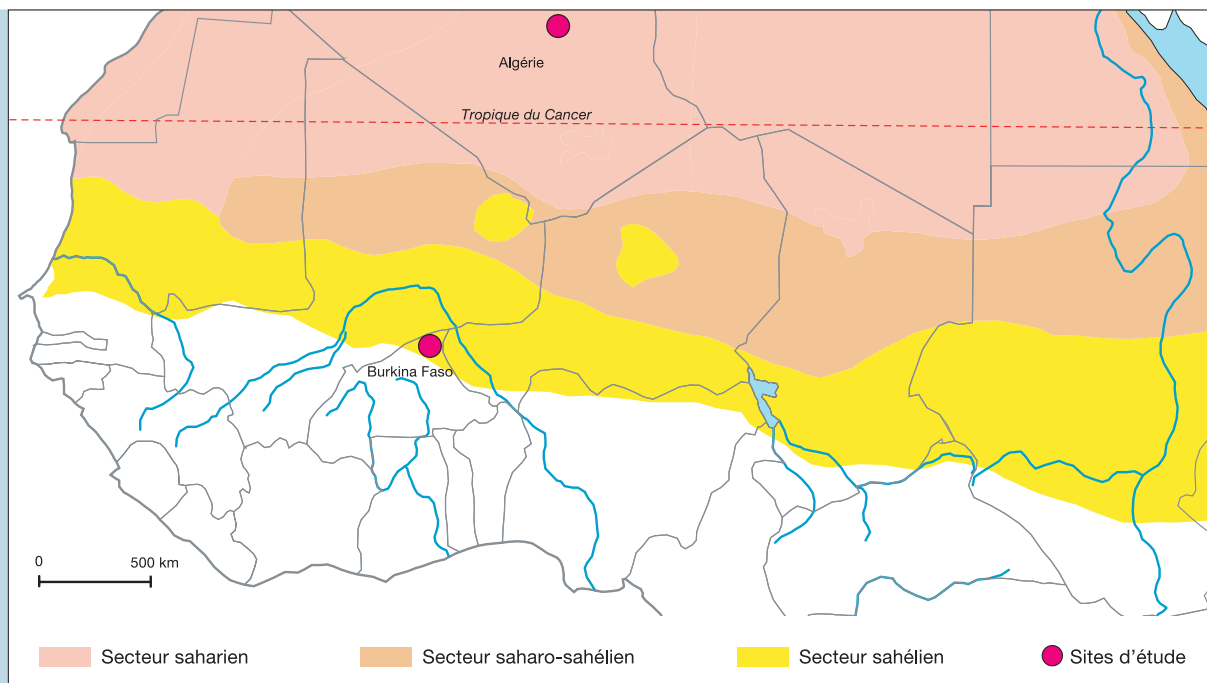 Algérie
Tropique du Cancer
Burkina Faso
0 500 km
Secteur saharien Secteur saharo-sahélien Secteur sahélien Sites d'étude